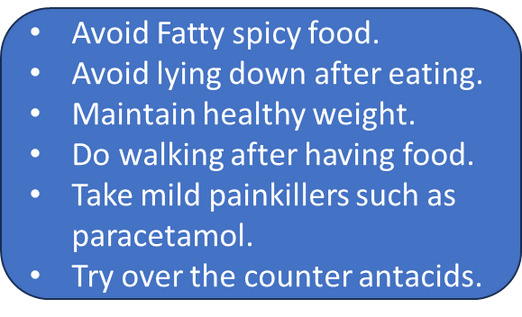 • Avoid Fatty spicy food.
• Avoid lying down after eating.
• Maintain healthy weight.
• Do walking after having food.
• Take mild painkillers such as
paracetamol.
• Try over the counter antacids.